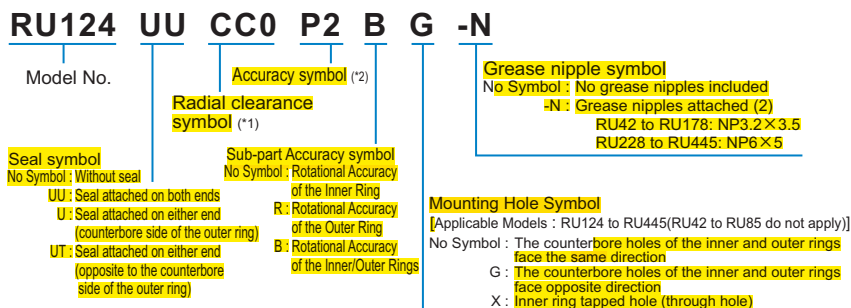 RU124 UU CC0 P2 B G -N
Model No.
Accuracy symbol (*2)
Radial clearance
symbol (*1)
Grease nipple symbol
No Symbol : No grease nipples included
-N : Grease nipples attached (2)
RU42 to RU178: NP3.2×3.5
RU228 to RU445: NP6×5
Seal symbol
No Symbol : Without seal
UU : Seal attached on both ends
U : Seal attached on either end
(counterbore side of the outer ring)
UT : Seal attached on either end
(opposite to the counterbore
side of the outer ring)
Sub-part Accuracy symbol
No Symbol : Rotational Accuracy
of the Inner Ring
R : Rotational Accuracy
of the Outer Ring
B : Rotational Accuracy
of the Inner/Outer Rings
Mounting Hole Symbol
[Applicable Models : RU124 to RU445(RU42 to RU85 do not apply)]
No Symbol : The counterbore holes of the inner and outer rings
face the same direction
G : The counterbore holes of the inner and outer rings
face opposite direction
X : Inner ring tapped hole (through hole)